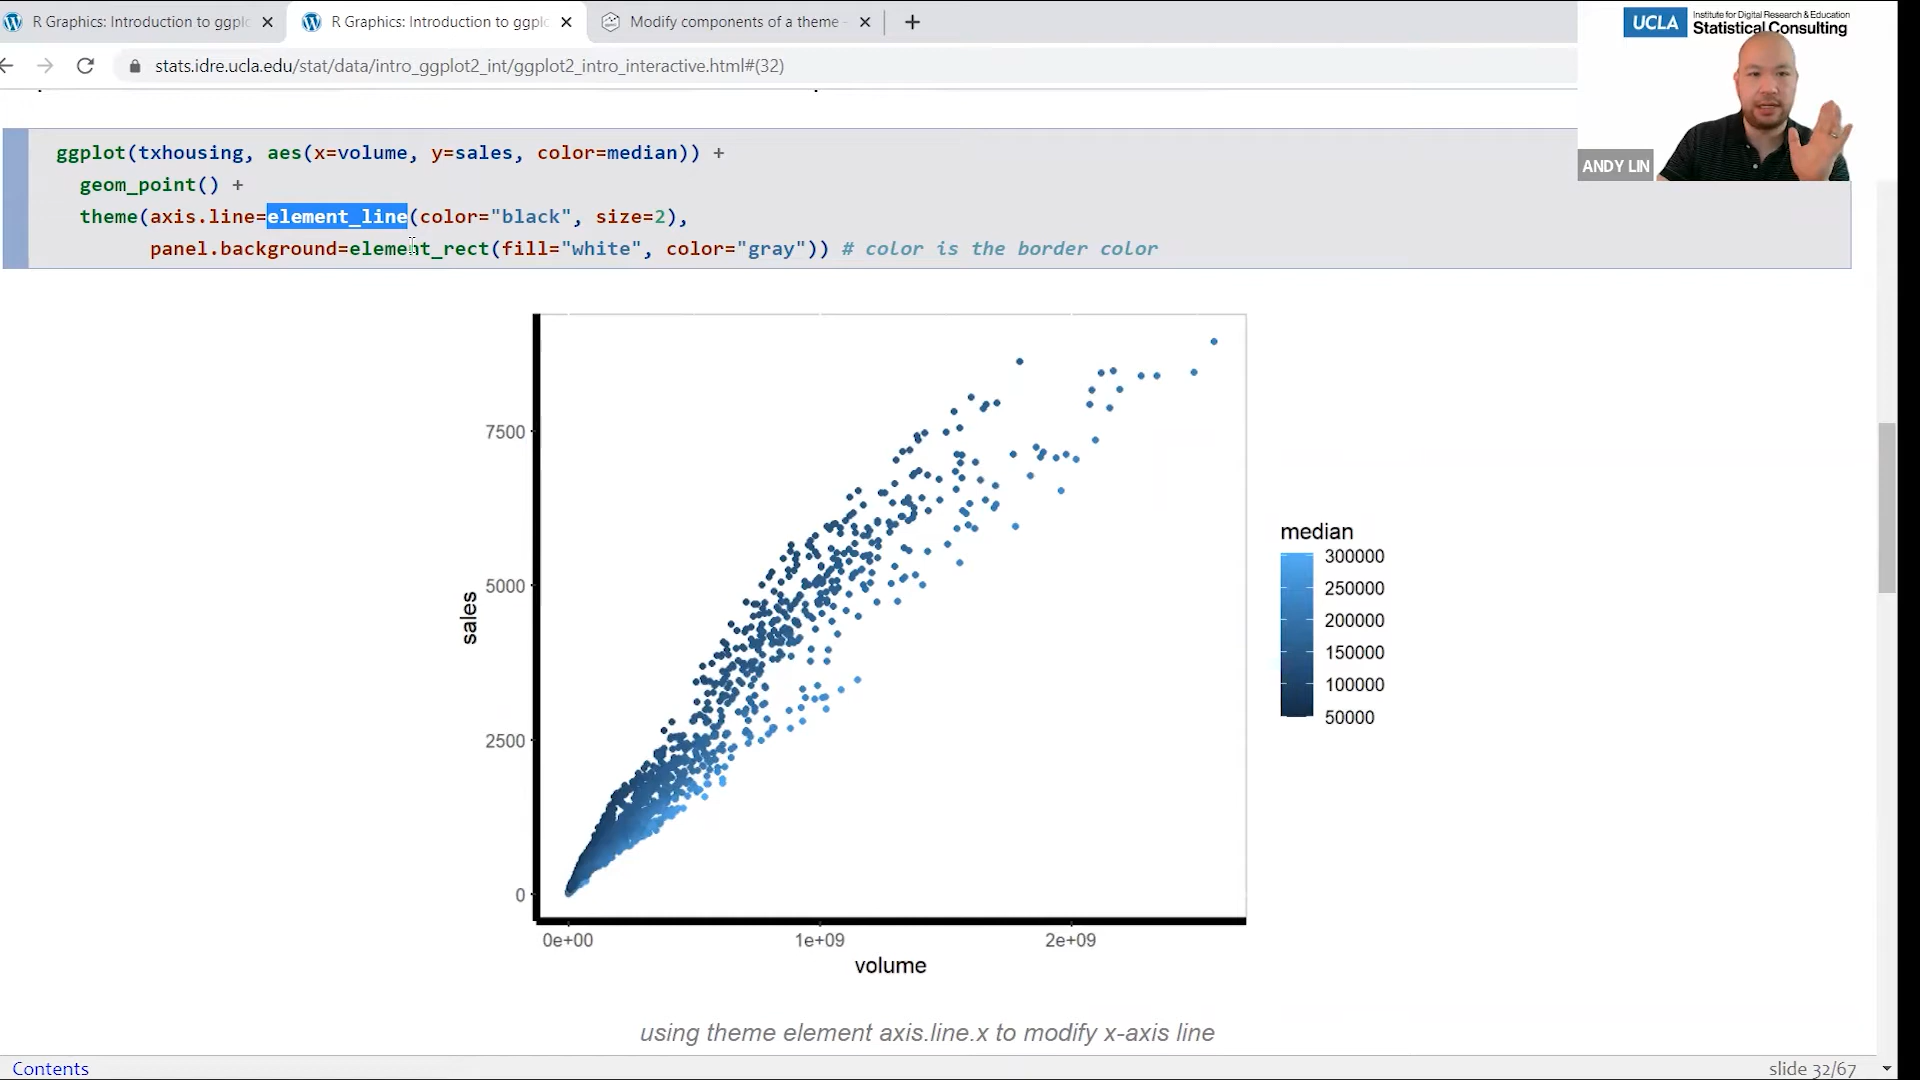 R Graphics: Introduction to ggpl
R Graphics: Introduction to ggpl
Modify components of a theme
stats.idre.ucla.edu/stat/data/intro_ggplot2_int/ggplot2_intro_interactive.html#(32)
UCLA
Institute for Digital Research & Education
Statistical Consulting
ANDY LIN
ggplot(txhousing, aes(x=volume, y=sales, color=median)) +
geom_point() +
theme(axis.line=element_line(color="black", size=2),
panel.background=element_rect(fill="white", color="gray")) # color is the border color
7500
5000
2500
0
sales
0e+00
1e+09
2e+09
volume
median
300000
250000
200000
150000
100000
50000
using theme element axis.line.x to modify x-axis line
Contents
slide 32/67